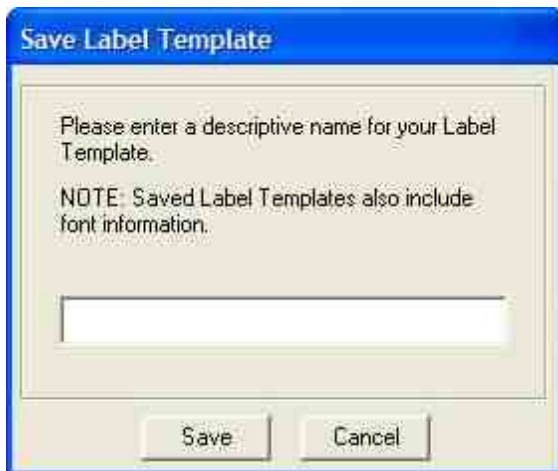 Save Label Template
Please enter a descriptive name for your Label
Template.
NOTE: Saved Label Templates also include
font information.
Save
Cancel